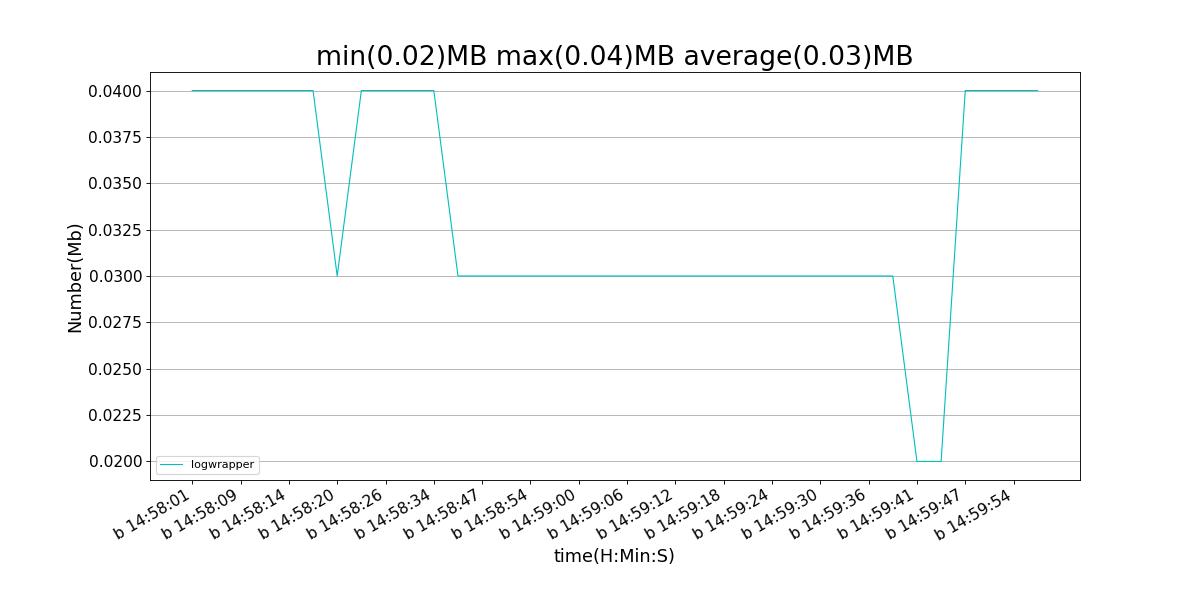 min(0.02)MB max(0.04)MB average(0.03)MB
0.0400
0.0375
0.0350
0.0325
0.0300
0.0275
0.0250
0.0225
0.0200
Number(Mb)
logwrapper
b 14:58:01
b 14:58:09
b 14:58:14
b 14:58:20
b 14:58:26
b 14:58:34
b 14:58:47
b 14:58:54
b 14:59:00
b 14:59:06
b 14:59:12
b 14:59:18
b 14:59:24
b 14:59:30
b 14:59:36
b 14:59:41
b 14:59:47
b 14:59:54
time(H:Min:S)